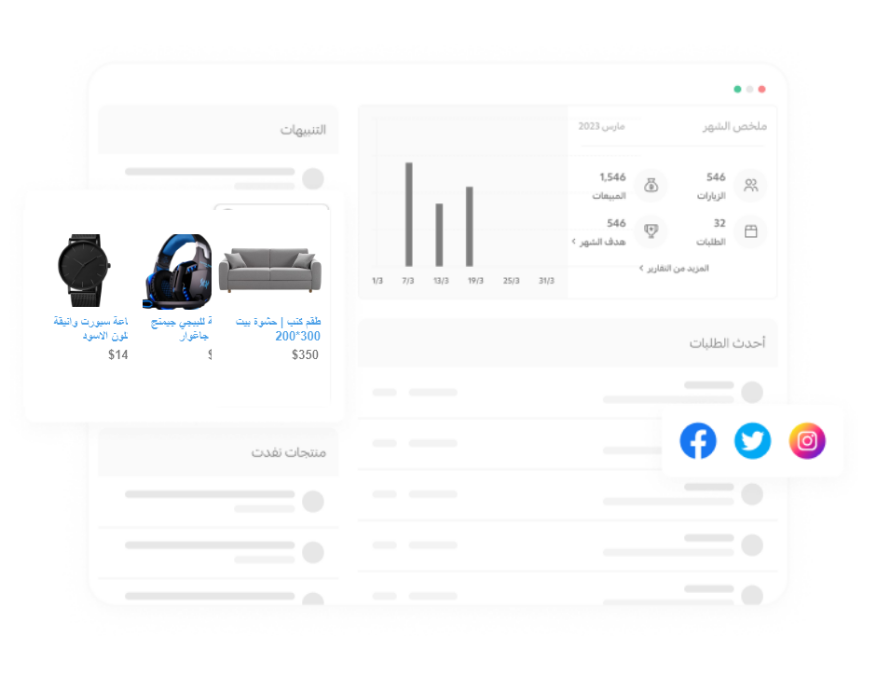 ملخص الشهر
مارس 2023
546
الزيارات
1,546
المبيعات
32
الطلبات
546
هدف الشهر ‹
المزيد من التقارير ‹
1/3 7/3 13/3 19/3 25/3 31/3
التنبيهات
طقم كنب | حشوة بيت
300*200
$350
ة للبيجي جيمنج
جاغوار
$
اعة سبورت وانيقة
للون الاسود
$14
أحدث الطلبات
منتجات نفدت